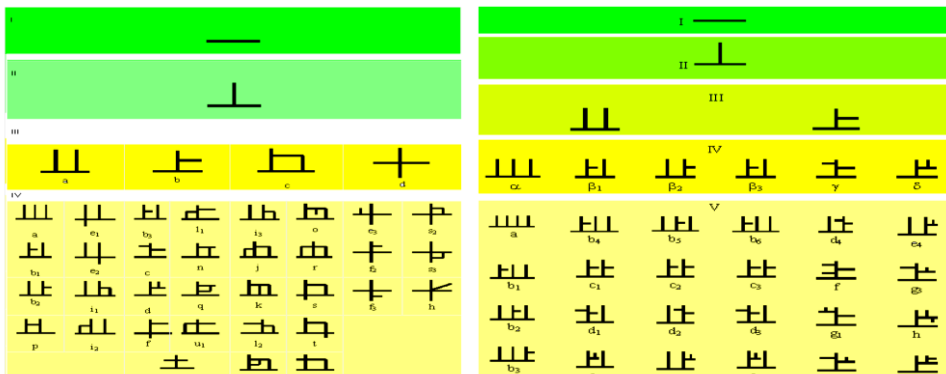 I
II
III
a b c d
IV
a e₁ b₃ l₁ i₃ o e₃ s₂
b₁ e₂ c n j r
b₂ i₁ d q k s f₃ h
p i₂ f u₁ l₂ t
I
II
III
IV
α β₁ β₂ β₃ γ δ
V
a b₄ b₅ b₆ d₄ e₄
b₁ c₁ c₂ c₃ f g₃
b₂ d₁ d₂ d₃ g₁ h
b₃